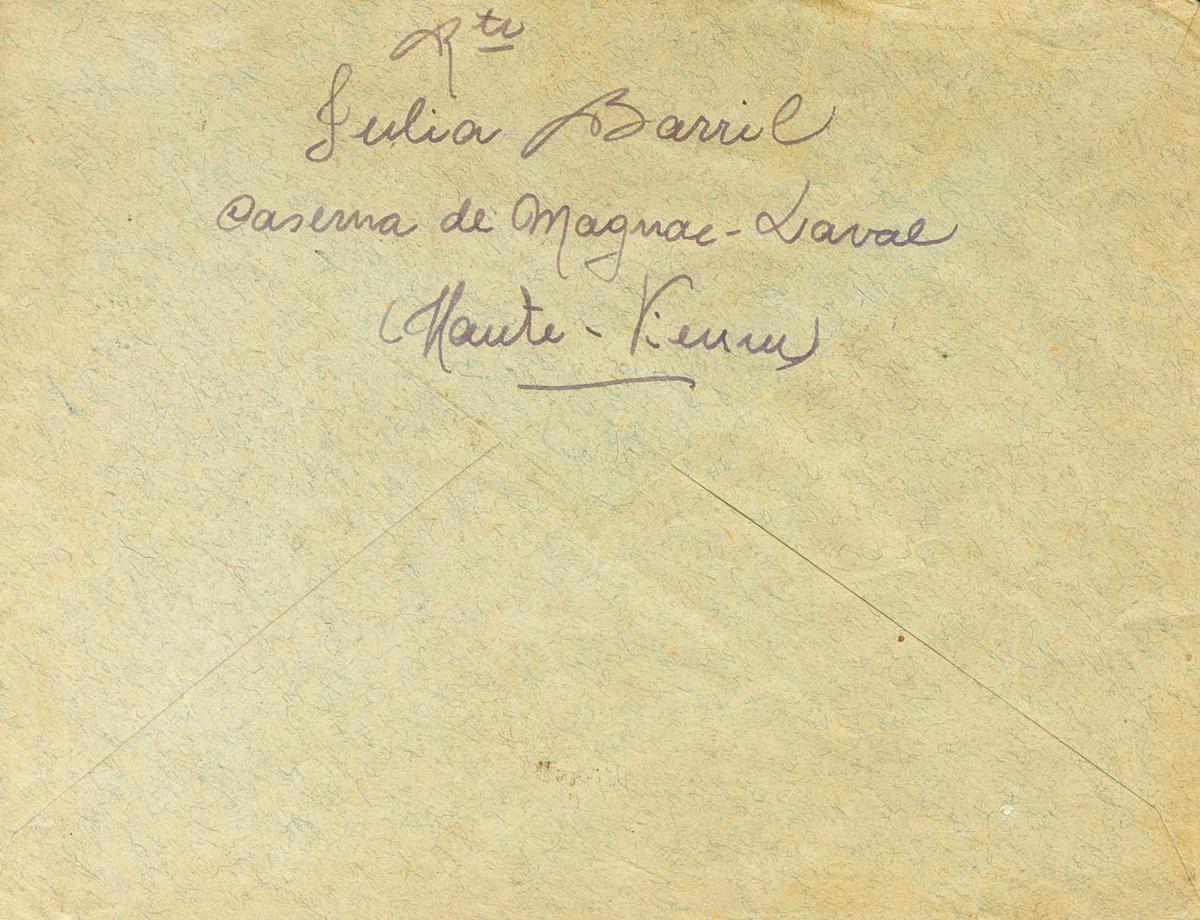 Rte
Julia Barril
Caserna de Magnac-Laval
(Haute-Vienne)